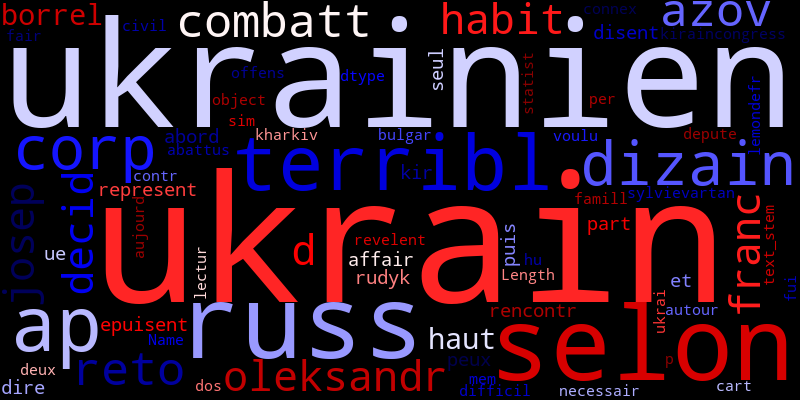 borrel
combatt
habit
azov
connex
fair
civil
disent
kiraincongress
ukrainien
offens
dtype
seul
statist
object
per
sim
kharkiv
bulgar
voulu
depute
lemondefr
corp
abord
abattus
terribl
kir
dizain
contr
josep
decid
represent
aujourd
sylvievartan
famill
part
franc
text_stem
ukrain
d
revelent
puis
ue
lectur
affair
rudyk
hu
Length
et
fui
ukrai
ap
epuisent
russ
rencontr
autour
Name
haut
selon
peux
p
deux
reto
oleksandr
mem
dire
dos
difficil
necessair
cart